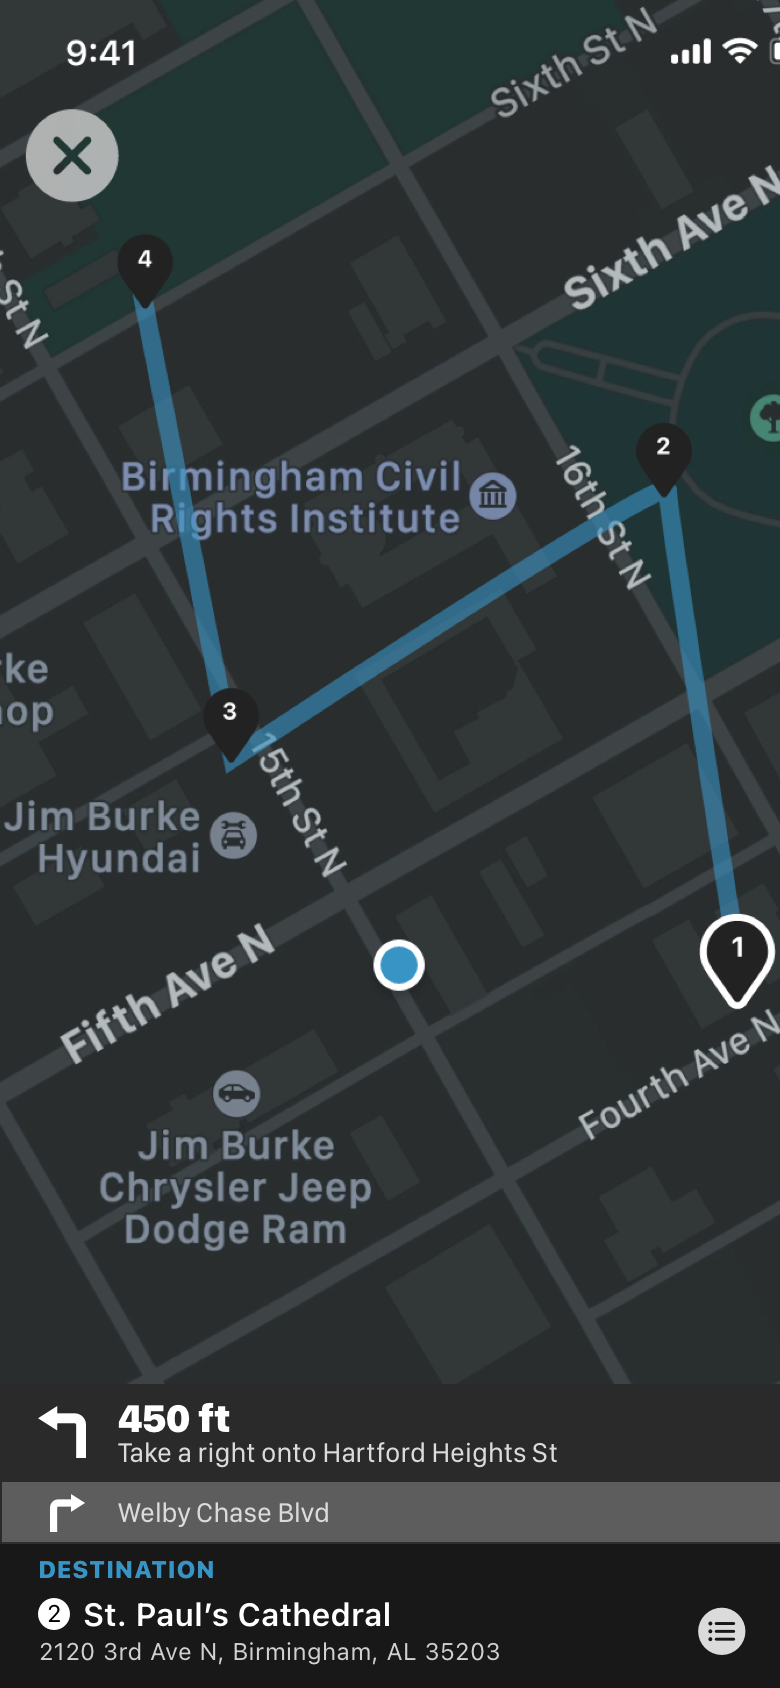 9:41
Sixth St N
Sixth Ave N
St N
4
2
Birmingham Civil
Rights Institute
16th St N
3
15th St N
Jim Burke
Hyundai
1
Fifth Ave N
Fourth Ave N
Jim Burke
Chrysler Jeep
Dodge Ram
450 ft
Take a right onto Hartford Heights St
Welby Chase Blvd
DESTINATION
2 St. Paul’s Cathedral
2120 3rd Ave N, Birmingham, AL 35203